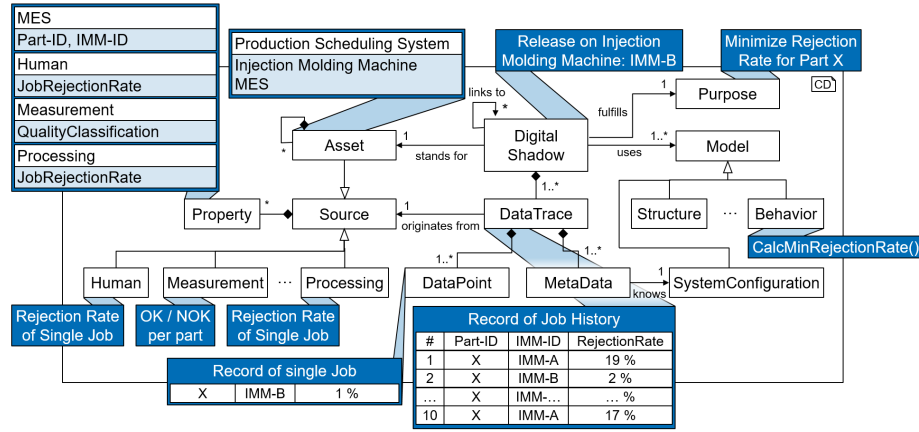 MES
Part-ID, IMM-ID
Human
JobRejectionRate
Measurement
QualityClassification
Processing
JobRejectionRate
Production Scheduling System
Injection Molding Machine
MES
Release on Injection
Molding Machine: IMM-B
Minimize Rejection
Rate for Part X
CD
links to
*
fulfills
1
Purpose
*
Asset
1
stands for
Digital
Shadow
uses
1..*
Model
1..*
Property
*
Source
1
originates from
DataTrace
Structure
...
Behavior
CalcMinRejectionRate()
1..*
1..*
Human
Measurement
...
Processing
DataPoint
MetaData
knows
1
SystemConfiguration
Rejection Rate
of Single Job
OK / NOK
per part
Rejection Rate
of Single Job
Record of single Job
X IMM-B 1 %
Record of Job History
# Part-ID IMM-ID RejectionRate
1 X IMM-A 19 %
2 X IMM-B 2 %
... X IMM-... ... %
10 X IMM-A 17 %